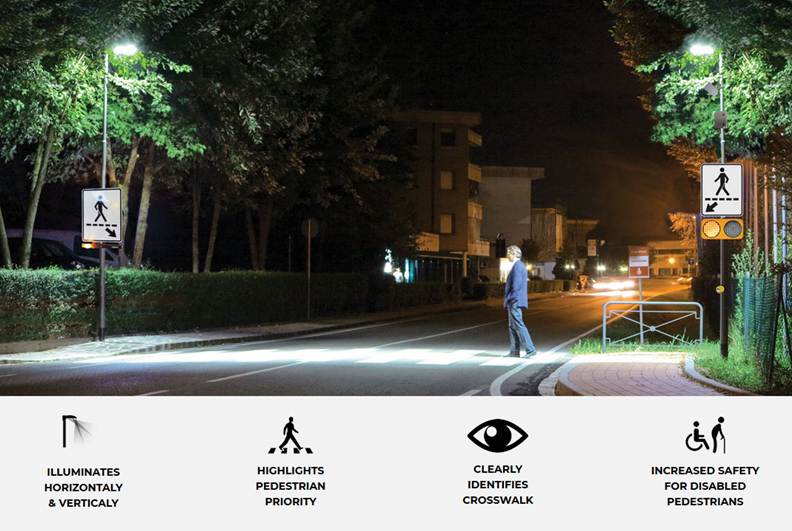 ILLUMINATES
HORIZONTALY
& VERTICALY
HIGHLIGHTS
PEDESTRIAN
PRIORITY
CLEARLY
IDENTIFIES
CROSSWALK
INCREASED SAFETY
FOR DISABLED
PEDESTRIANS